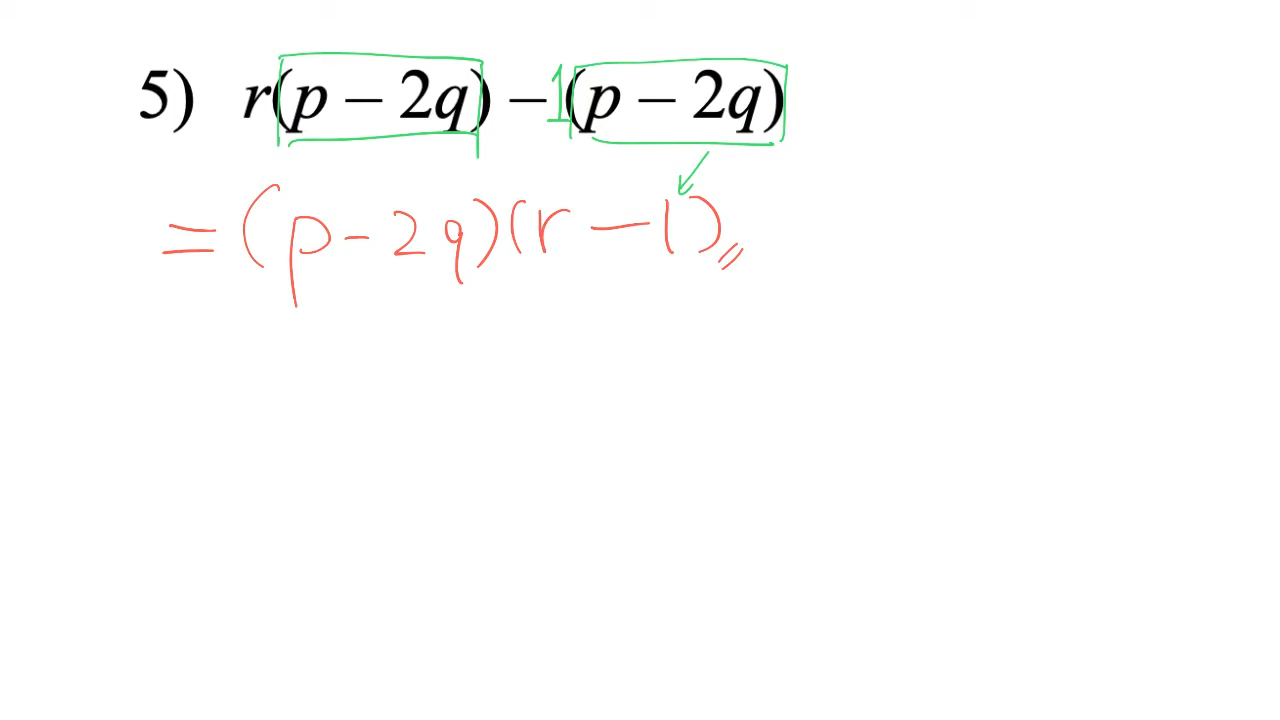 5) r(p – 2q) – 1(p – 2q)
= (p - 2q)(r - 1)